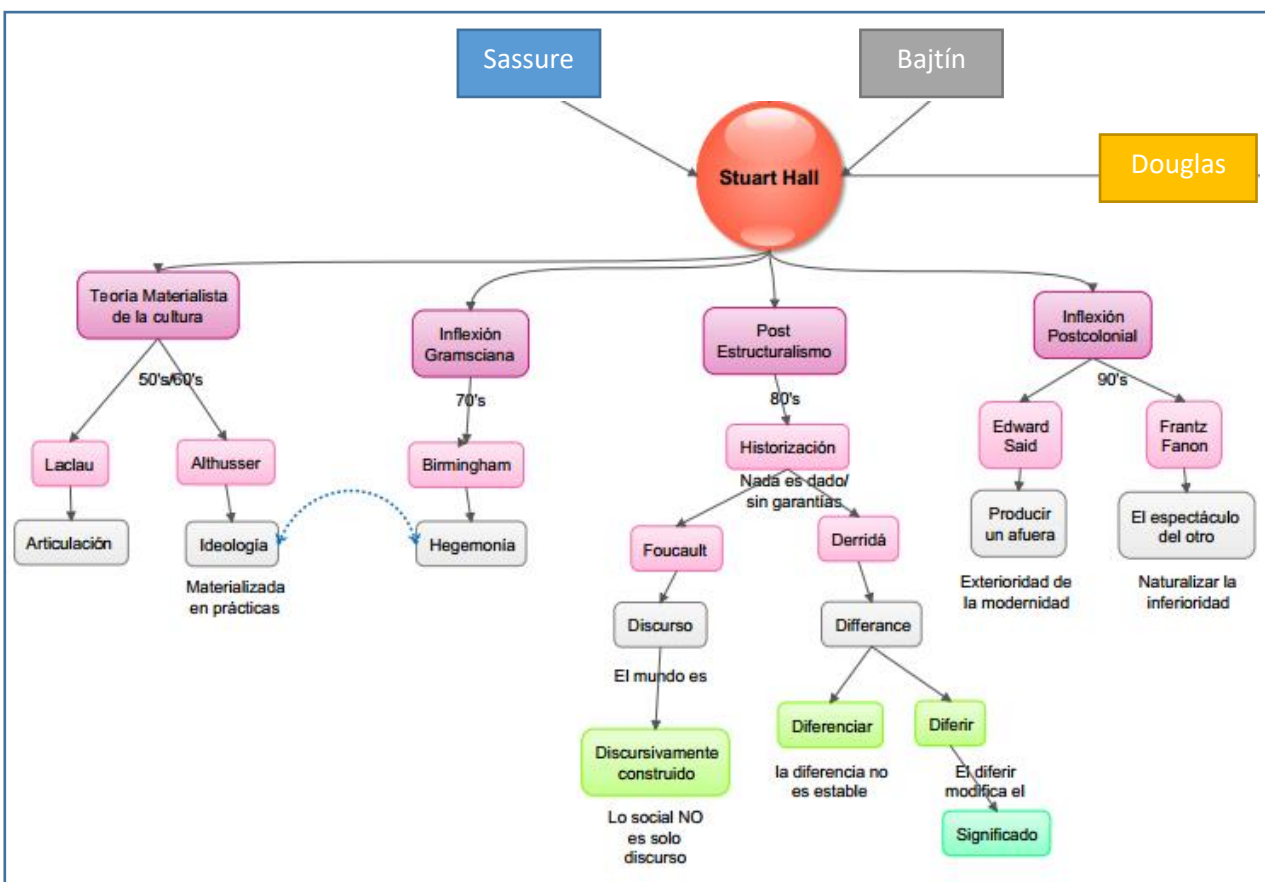 Sassure
Bajtín
Douglas
Stuart Hall
Teoría Materialista
de la cultura
Inflexión
Gramsciana
Post
Estructuralismo
Inflexión
Postcolonial
50's/60's
70's
80's
90's
Laclau
Althusser
Birmingham
Historización
Edward
Said
Frantz
Fanon
Nada es dado/
sin garantías
Articulación
Ideología
Hegemonía
Materializada
en prácticas
Foucault
Derridá
Producir
un afuera
El espectáculo
del otro
Exterioridad de
la modernidad
Naturalizar la
inferioridad
Discurso
Differance
El mundo es
Discursivamente
construido
Diferenciar
Diferir
Lo social NO
es solo
discurso
la diferencia no
es estable
El diferir
modifica el
Significado